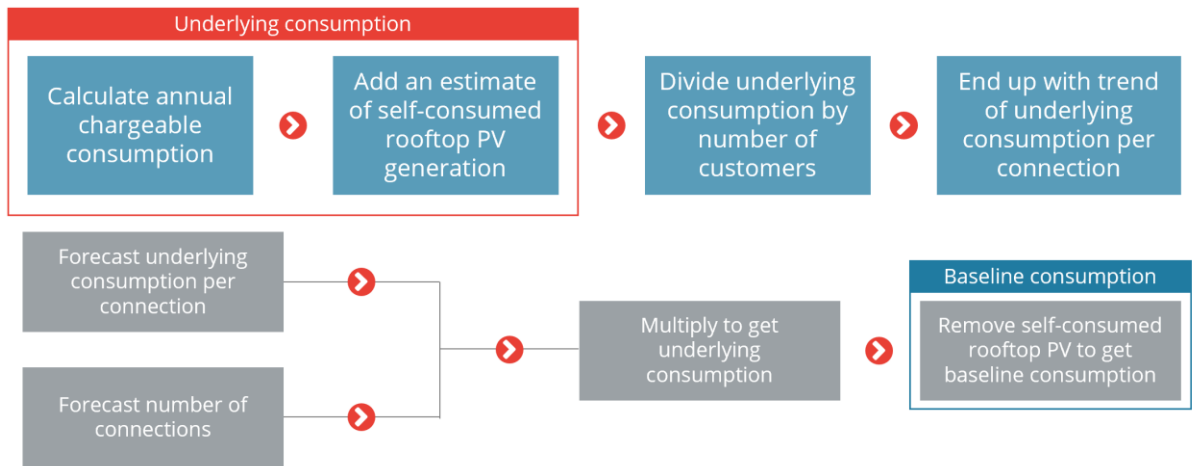 Underlying consumption
Calculate annual
chargeable
consumption
Add an estimate
of self-consumed
rooftop PV
generation
Divide underlying
consumption by
number of
customers
End up with trend
of underlying
consumption per
connection
Forecast underlying
consumption per
connection
Forecast number of
connections
Multiply to get
underlying
consumption
Baseline consumption
Remove self-consumed
rooftop PV to get
baseline consumption